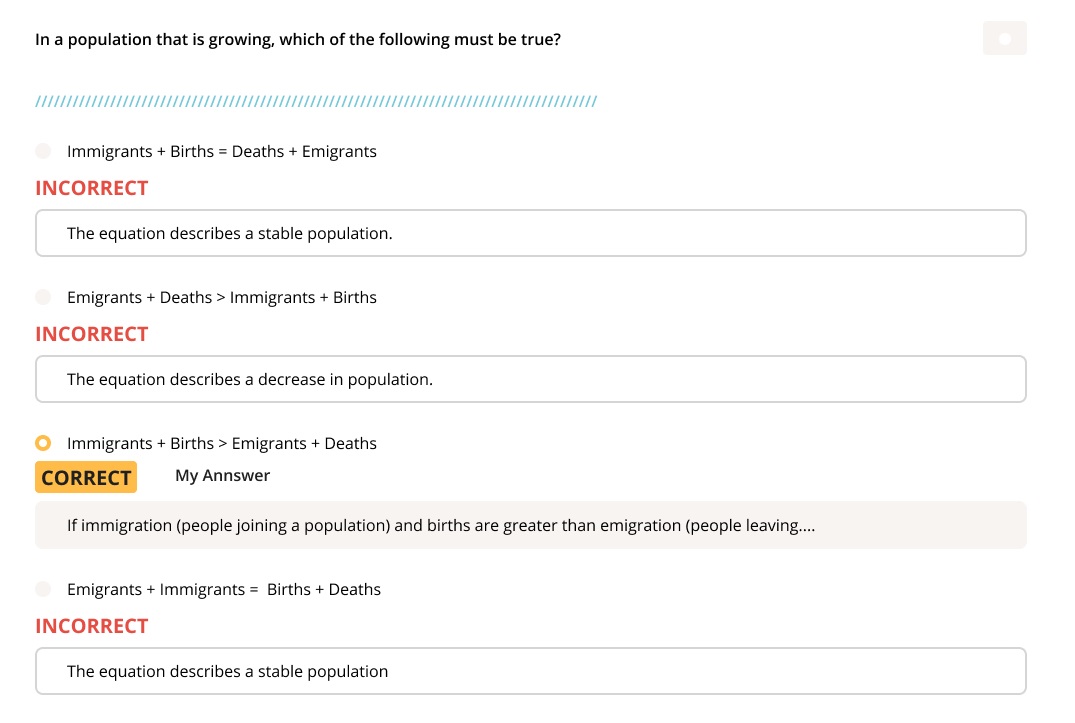 In a population that is growing, which of the following must be true?
//////////////////////////////////////////////////////////////////////////////////////////
Immigrants + Births = Deaths + Emigrants
INCORRECT
The equation describes a stable population.
Emigrants + Deaths > Immigrants + Births
INCORRECT
The equation describes a decrease in population.
Immigrants + Births > Emigrants + Deaths
CORRECT My Annswer
If immigration (people joining a population) and births are greater than emigration (people leaving....
Emigrants + Immigrants =  Births + Deaths
INCORRECT
The equation describes a stable population